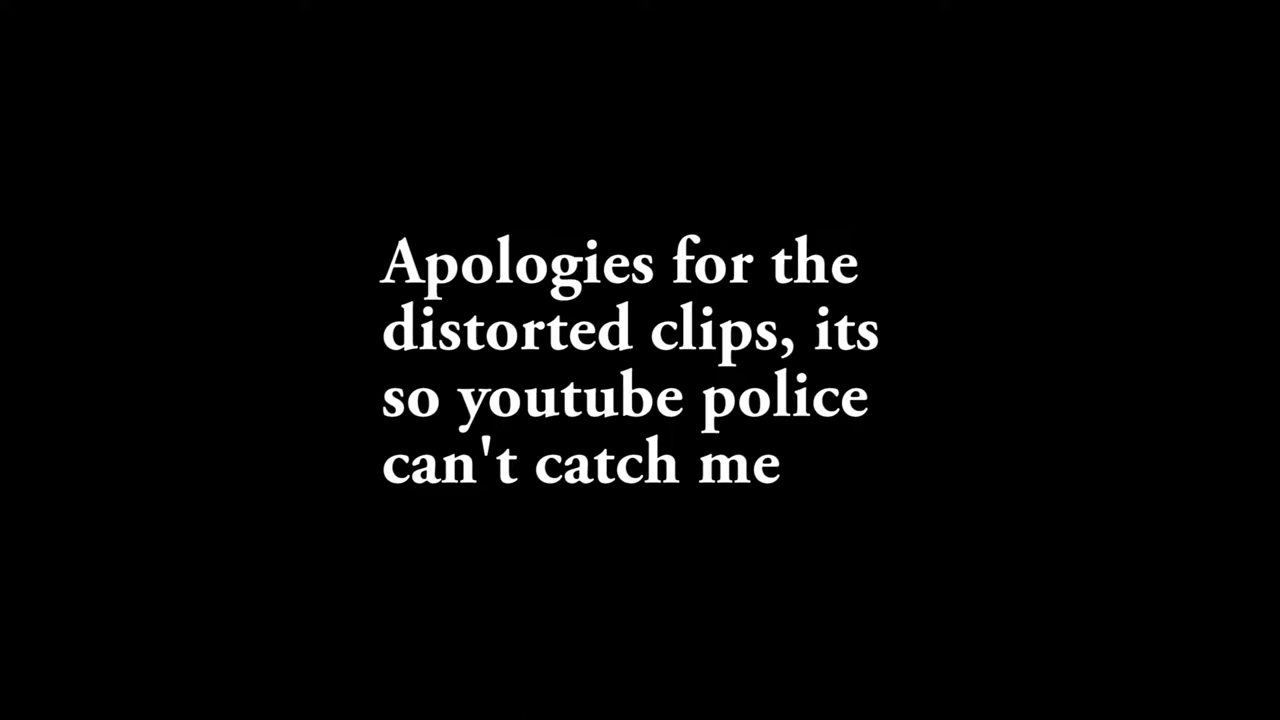 Apologies for the
distorted clips, its
so youtube police
can't catch me